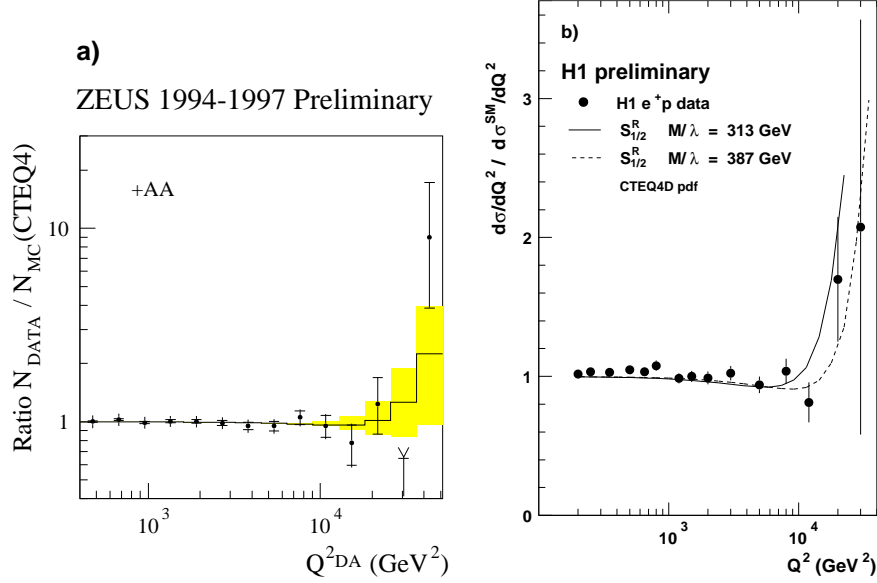 a)
ZEUS 1994-1997 Preliminary
+AA
10
1
Ratio N_DATA / N_MC(CTEQ4)
10^3
10^4
Q^2DA (GeV^2)
b)
H1 preliminary
H1 e^+p data
S^R_1/2 M/λ = 313 GeV
S^R_1/2 M/λ = 387 GeV
CTEQ4D pdf
dσ/dQ^2 / dσ^SM/dQ^2
3
2
1
0
10^3
10^4
Q^2 (GeV^2)